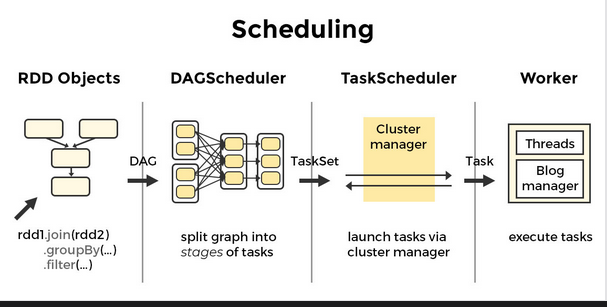 Scheduling
RDD Objects
DAGScheduler
TaskScheduler
Worker
DAG
TaskSet
Cluster
manager
Task
Threads
Blog
manager
rdd1.join(rdd2)
.groupBy(...)
.filter(...)
split graph into
stages of tasks
launch tasks via
cluster manager
execute tasks